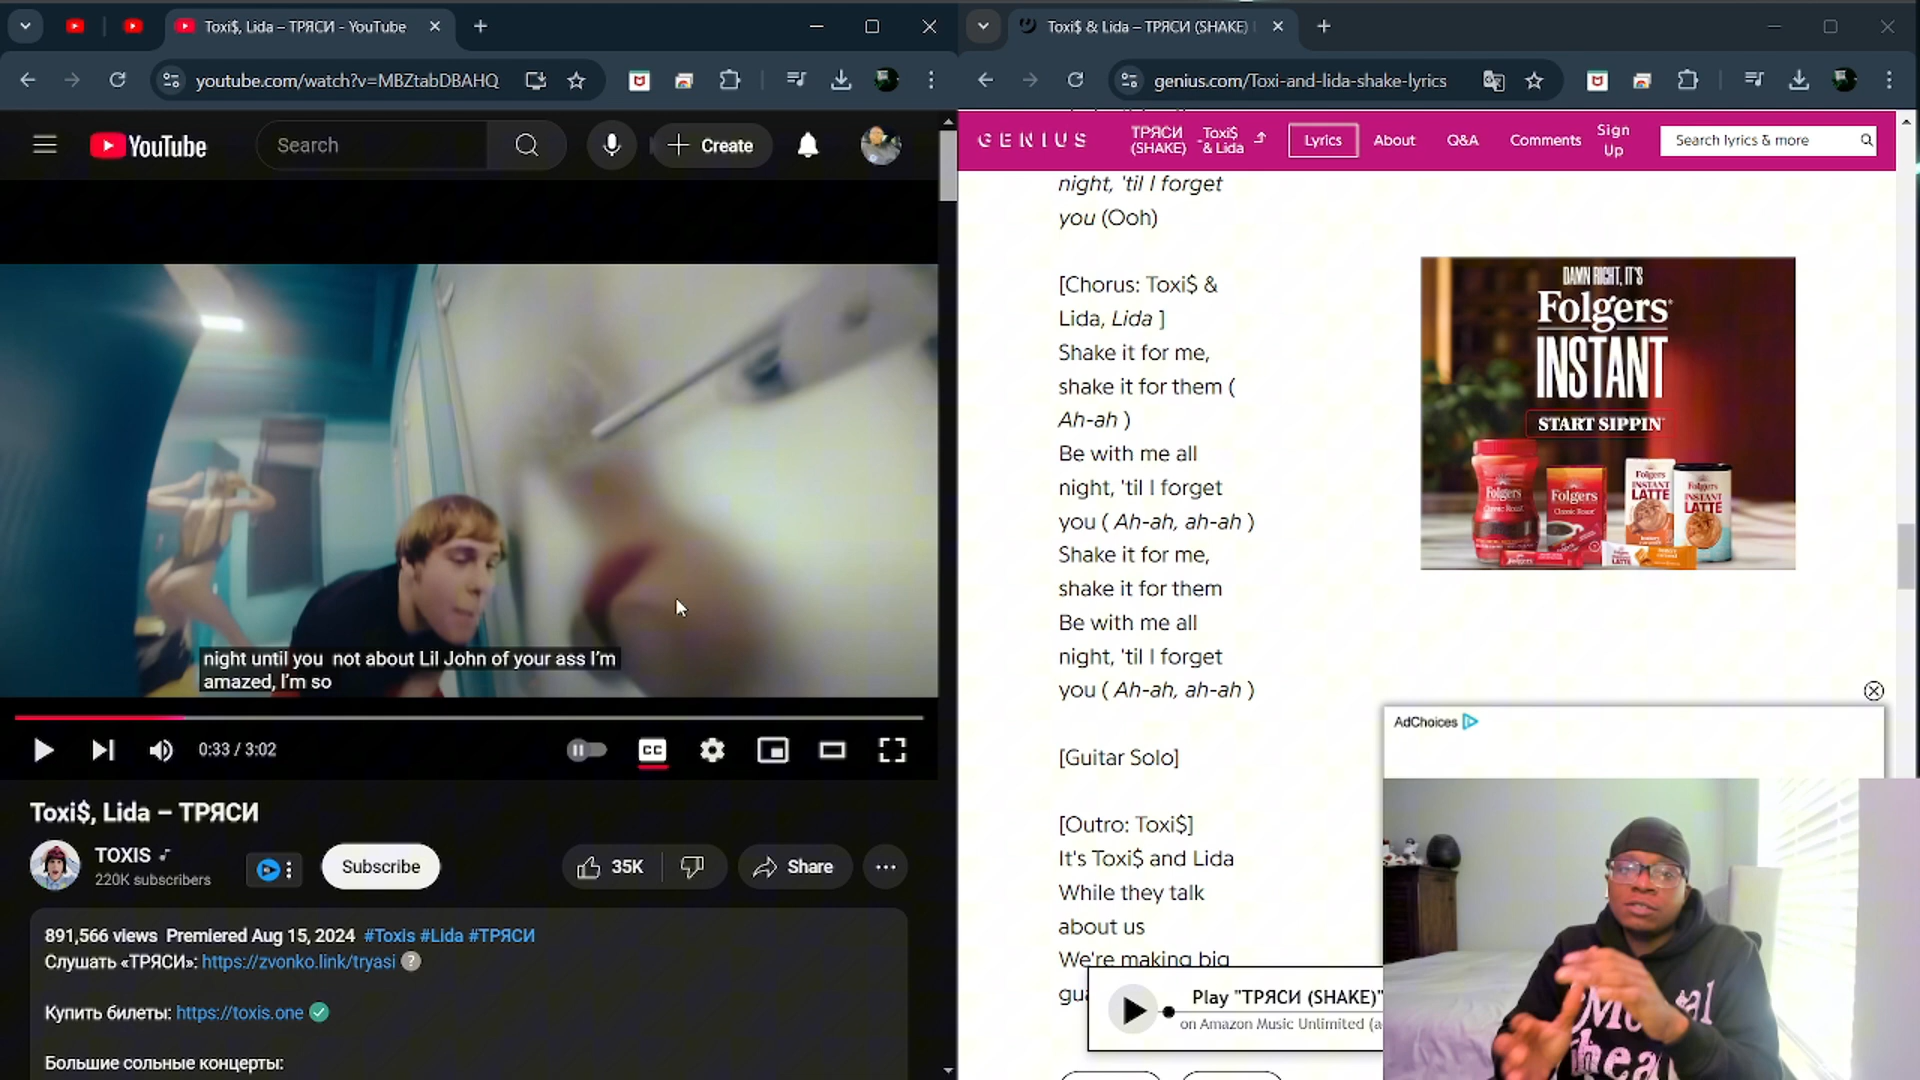 Toxi$, Lida – ТРЯСИ - YouTube
youtube.com/watch?v=MBZtabDBAHQ
YouTube
Search
Create
night until you not about Lil John of your ass I'm
amazed, I'm so
0:33 / 3:02
CC
Toxi$, Lida – ТРЯСИ
TOXIS
220K subscribers
Subscribe
35K
Share
891,566 views Premiered Aug 15, 2024 #Toxis #Lida #ТРЯСИ
Слушать «ТРЯСИ»: https://zvonko.link/tryasi
Купить билеты: https://toxis.one
Большие сольные концерты:
Toxi$ & Lida – ТРЯСИ (SHAKE)
genius.com/Toxi-and-lida-shake-lyrics
GENIUS
ТРЯСИ
(SHAKE)
- Toxi$
& Lida
Lyrics
About
Q&A
Comments
Sign
Up
Search lyrics & more
night, 'til I forget
you (Ooh)
[Chorus: Toxi$ &
Lida, Lida ]
Shake it for me,
shake it for them (
Ah-ah )
Be with me all
night, 'til I forget
you ( Ah-ah, ah-ah )
Shake it for me,
shake it for them
Be with me all
night, 'til I forget
you ( Ah-ah, ah-ah )
[Guitar Solo]
[Outro: Toxi$]
It's Toxi$ and Lida
While they talk
about us
We're making big
Play "ТРЯСИ (SHAKE)"
on Amazon Music Unlimited (a
DAMN RIGHT, IT'S
Folgers
INSTANT
START SIPPIN'
Folgers
Folgers
Folgers
INSTANT
LATTE
Folgers
INSTANT
LATTE
AdChoices